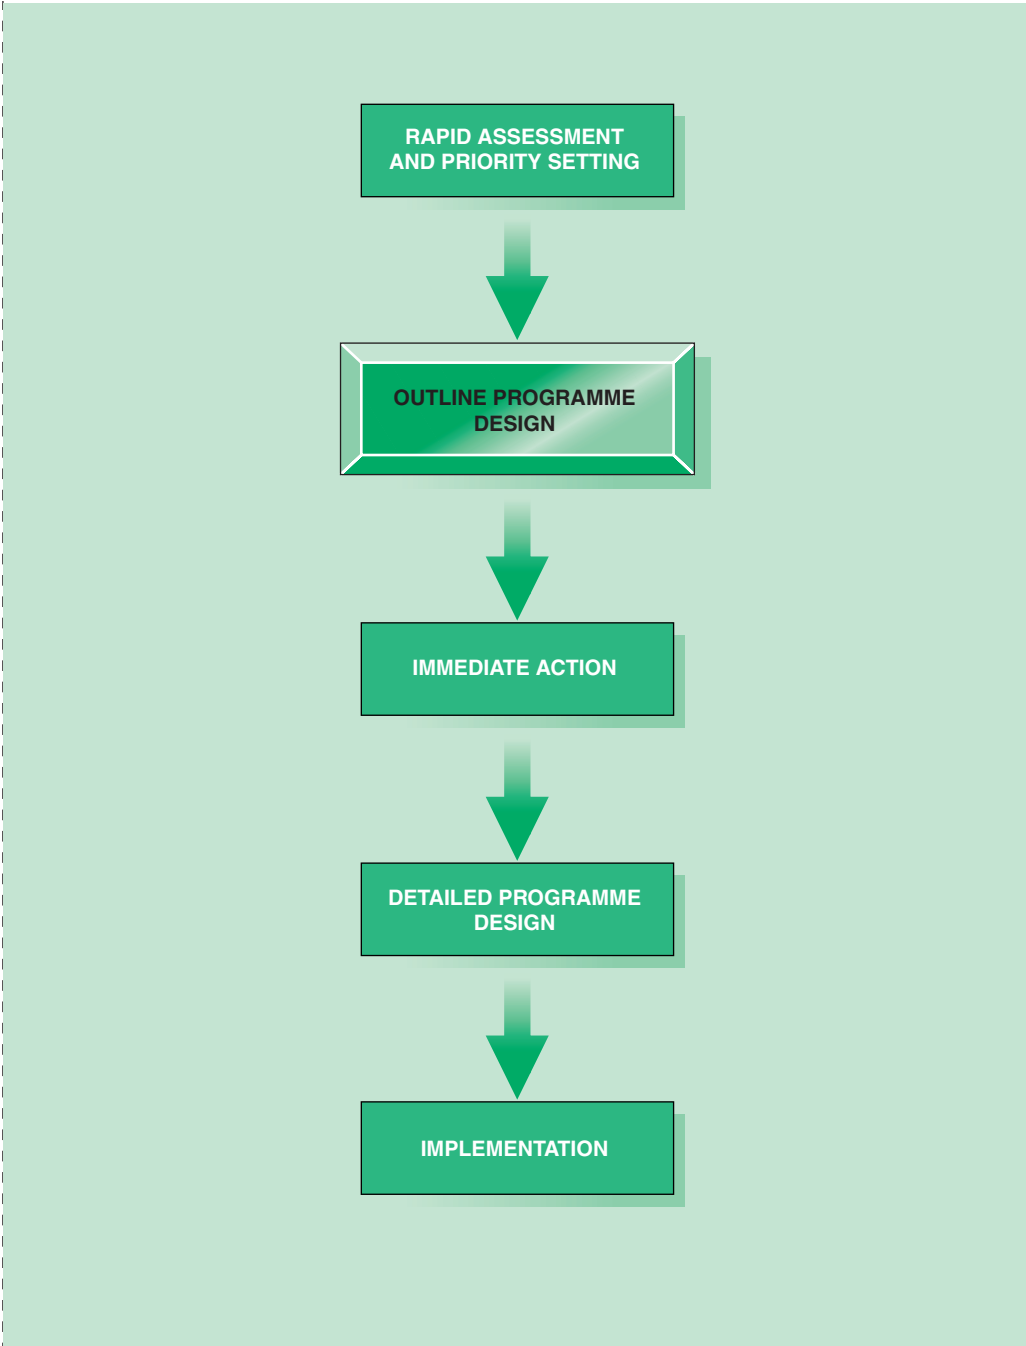 RAPID ASSESSMENT
AND PRIORITY SETTING
OUTLINE PROGRAMME
DESIGN
IMMEDIATE ACTION
DETAILED PROGRAMME
DESIGN
IMPLEMENTATION